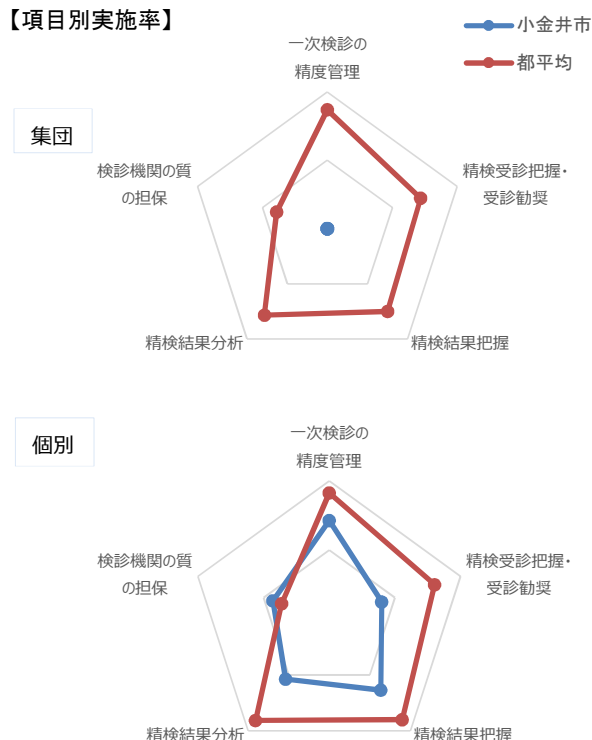 【項目別実施率】
小金井市
都平均
集団
一次検診の
精度管理
精検受診把握・
受診勧奨
精検結果把握
精検結果分析
検診機関の質
の担保
個別
一次検診の
精度管理
精検受診把握・
受診勧奨
精検結果把握
精検結果分析
検診機関の質
の担保